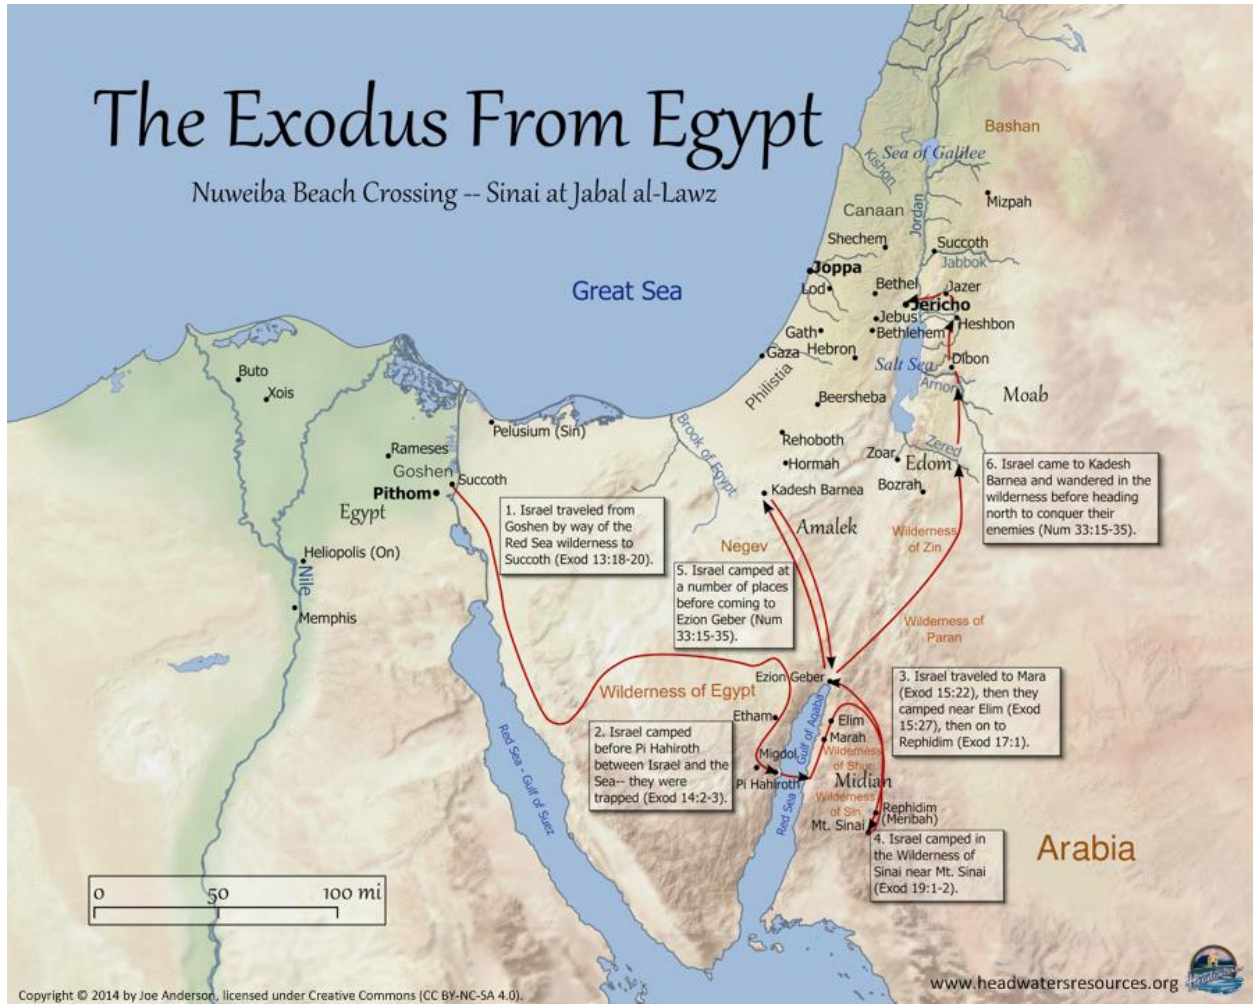 The Exodus From Egypt
Nuweiba Beach Crossing -- Sinai at Jabal al-Lawz
Great Sea
Bashan
Sea of Galilee
Kishon
Mizpah
Canaan
Jordan
Shechem
Succoth
Jabbok
Joppa
Lod
Bethel
Jazer
Jericho
Jebus
Heshbon
Gath
Bethlehem
Gaza
Hebron
Salt Sea
Dibon
Arnon
Moab
Philistia
Beersheba
Buto
Xois
Pelusium (Sin)
Brook of Egypt
Rehoboth
Hormah
Zered
Zoar
Edom
Bozrah
Rameses
Goshen
Succoth
Pithom
Egypt
Kadesh Barnea
Amalek
Negev
Wilderness
of Zin
Heliopolis (On)
Nile
Memphis
1. Israel traveled from
Goshen by way of the
Red Sea wilderness to
Succoth (Exod 13:18-20).
6. Israel came to Kadesh
Barnea and wandered in the
wilderness before heading
north to conquer their
enemies (Num 33:15-35).
5. Israel camped at
a number of places
before coming to
Ezion Geber (Num
33:15-35).
Wilderness of
Paran
Ezion Geber
Wilderness of Egypt
3. Israel traveled to Mara
(Exod 15:22), then they
camped near Elim (Exod
15:27), then on to
Rephidim (Exod 17:1).
Etham
Elim
Marah
Gulf of Aqaba
Red Sea
2. Israel camped
before Pi Hahiroth
between Israel and the
Sea-- they were
trapped (Exod 14:2-3).
Migdol
Pi Hahiroth
Wilderness
of Shur
Midian
Wilderness
of Sin
Rephidim
(Meribah)
Mt. Sinai
Red Sea - Gulf of Suez
4. Israel camped in
the Wilderness of
Sinai near Mt. Sinai
(Exod 19:1-2).
Arabia
0 50 100 mi
www.headwatersresources.org
Copyright © 2014 by Joe Anderson, licensed under Creative Commons (CC BY-NC-SA 4.0).